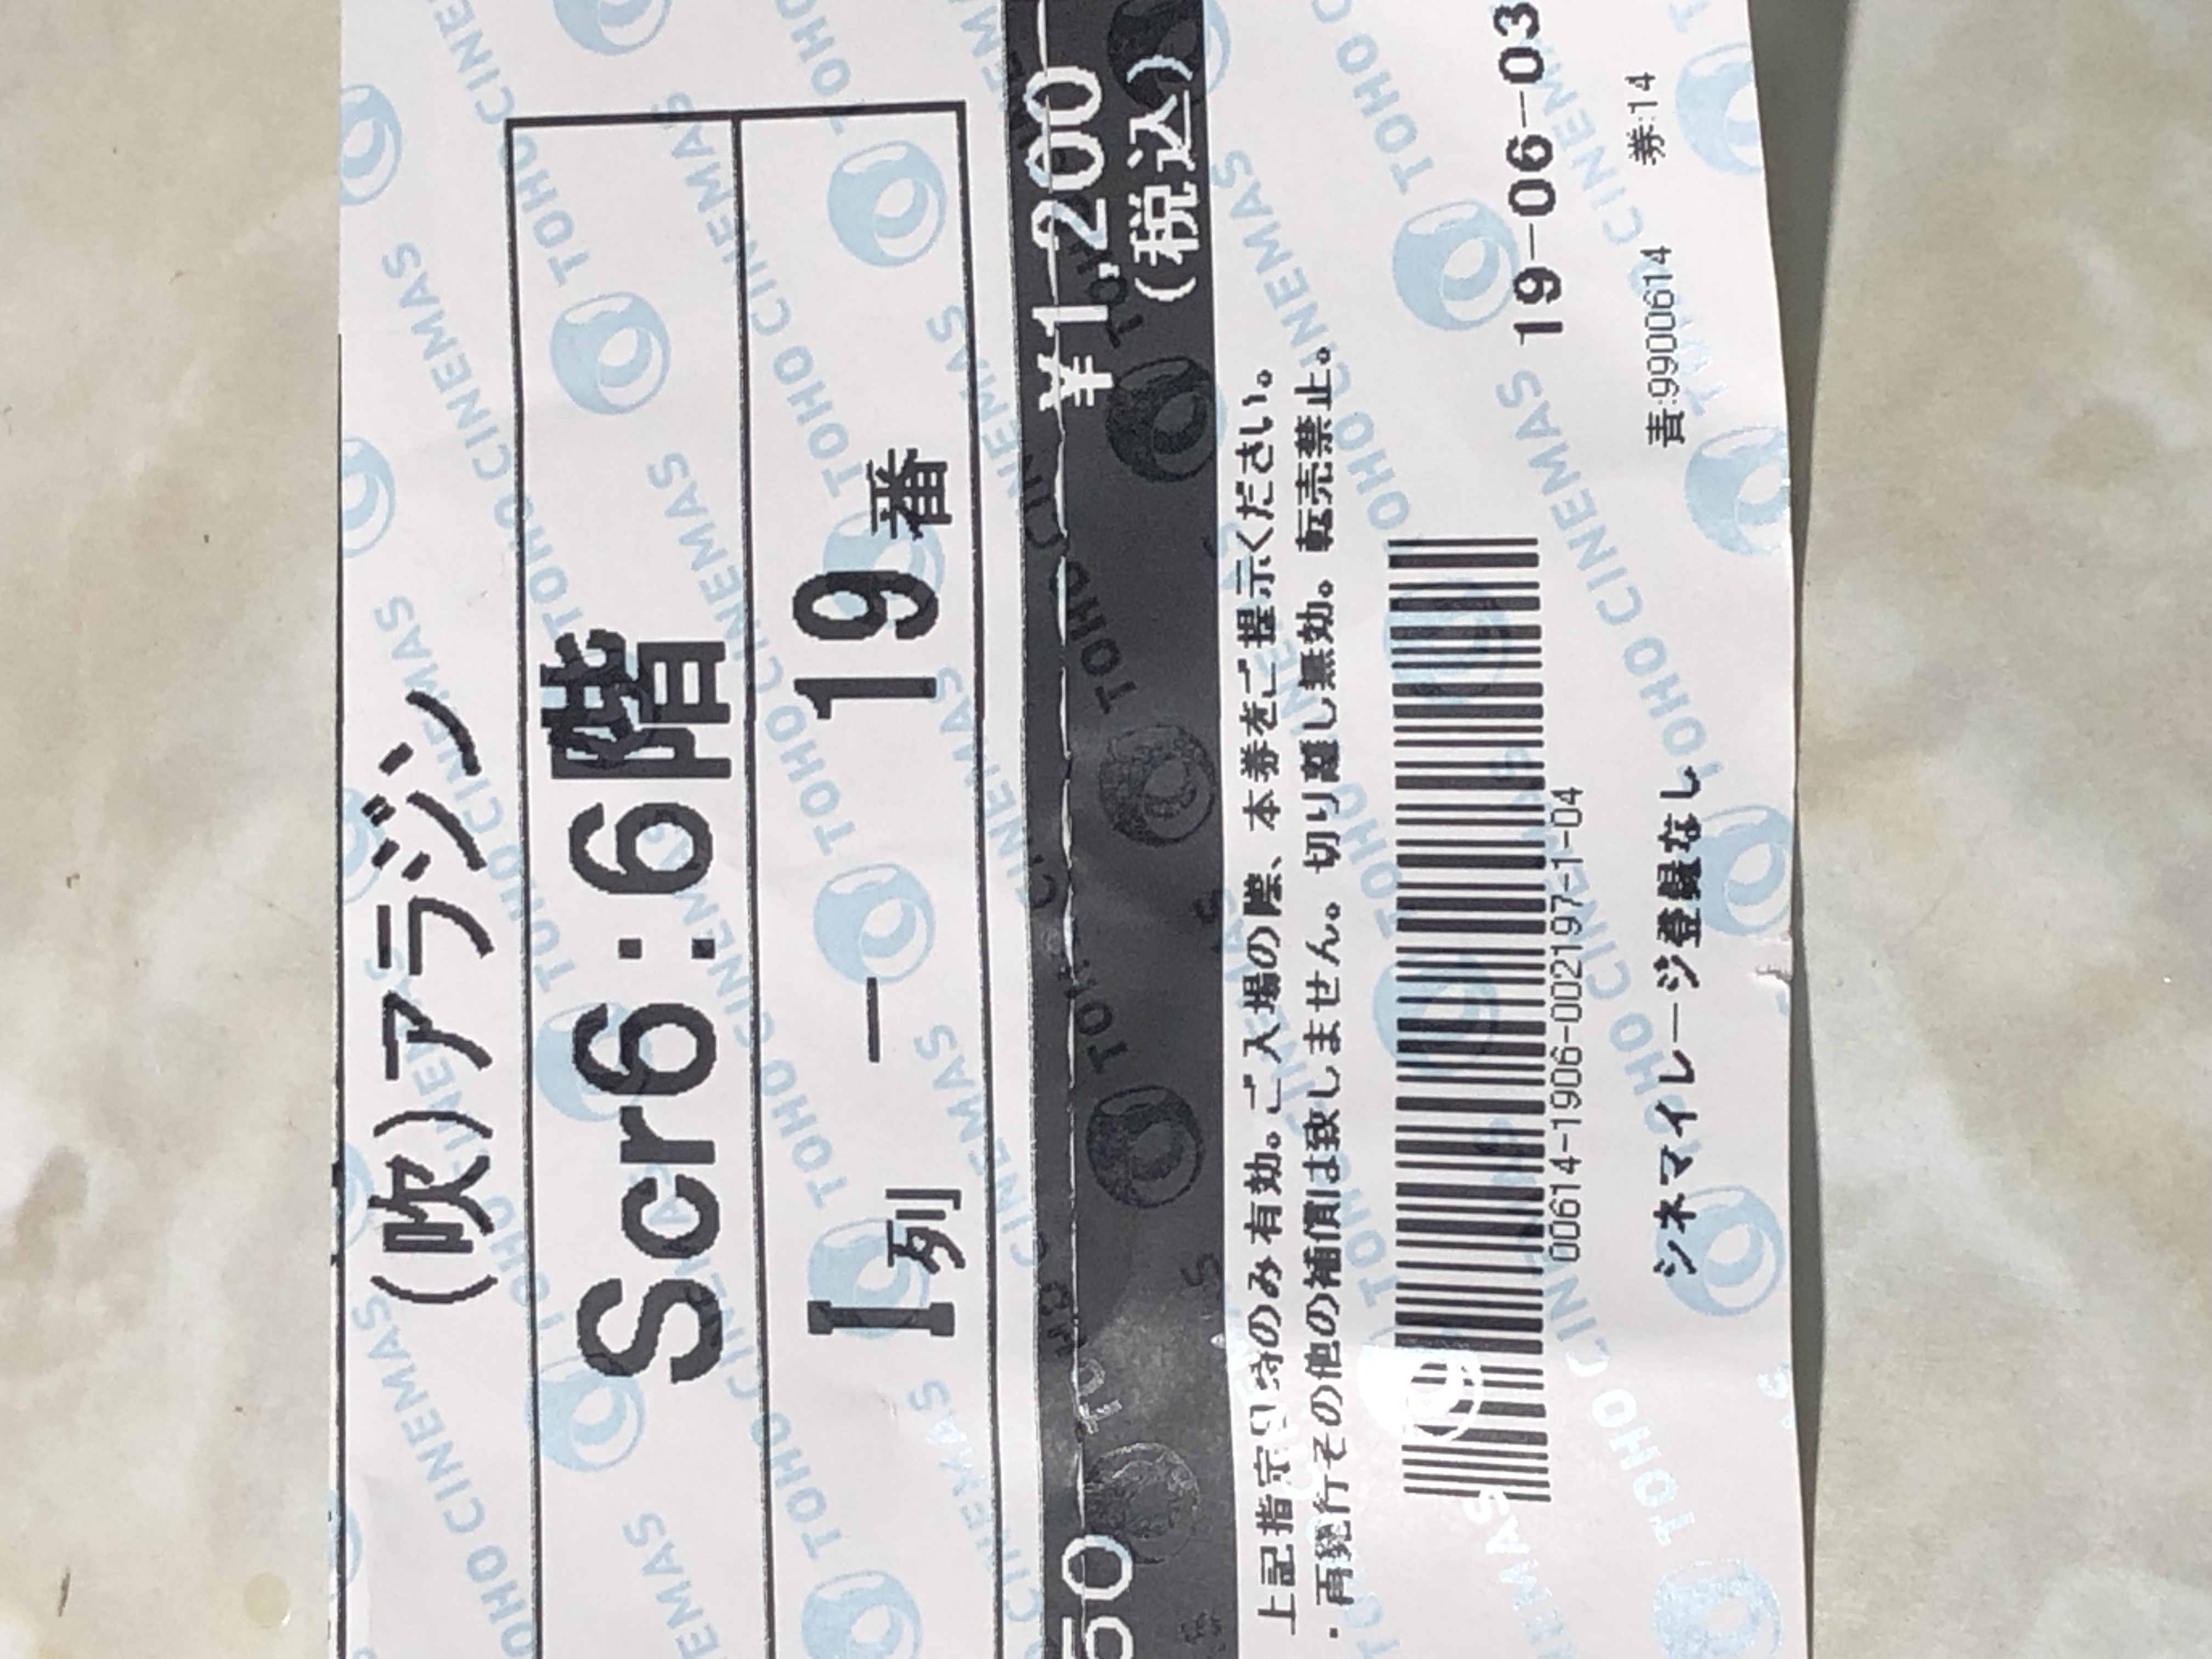 (吹)アラジン
Scr6:6階
I列 － 19番
50 ¥1,200
(税込)
上記指定日時のみ有効。ご入場の際、本券をご提示ください。
・再発行その他の補償は致しません。切り離し無効。転売禁止。
19-06-03
00614-1906-002197-1-04
青:9900614 券:14
シネマイレージ登録なし
TOHO CINEMAS